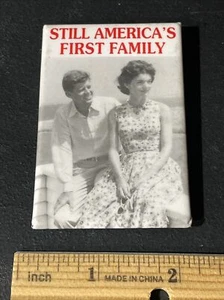 STILL AMERICA'S
FIRST FAMILY
inch 1 MADE IN CHINA 2